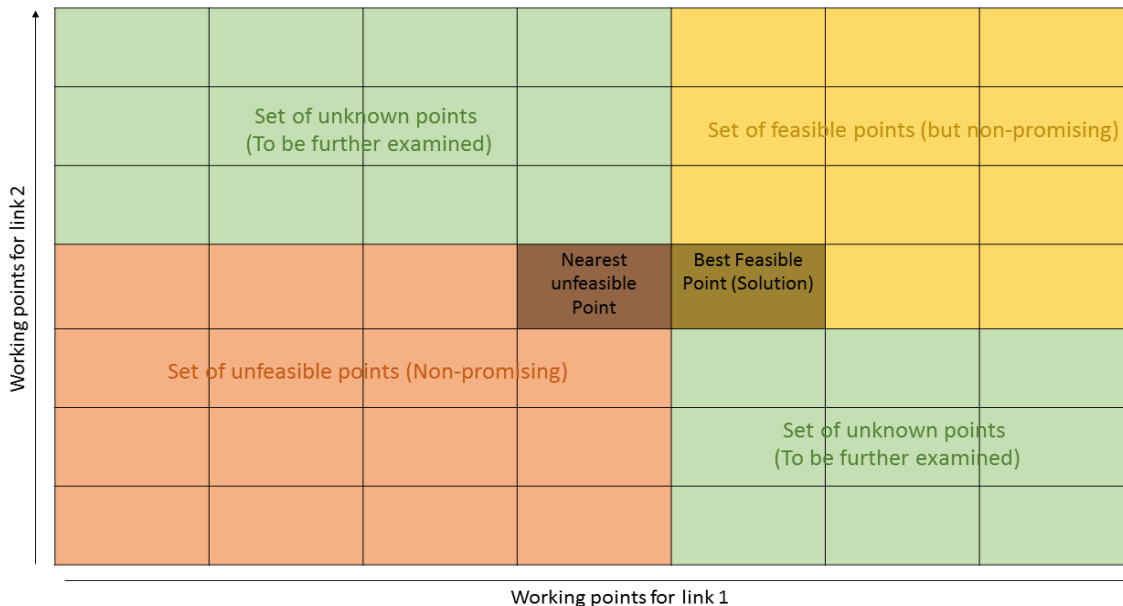 Set of unknown points
(To be further examined)
Set of feasible points (but non-promising)
Working points for link 2
Nearest
unfeasible
Point
Best Feasible
Point (Solution)
Set of unfeasible points (Non-promising)
Set of unknown points
(To be further examined)
Working points for link 1